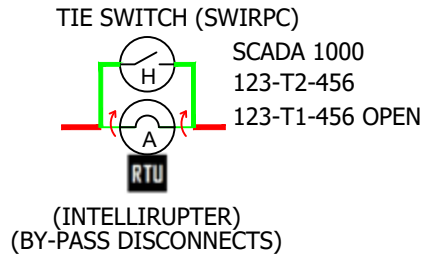 TIE SWITCH (SWIRPC)
H
SCADA 1000
123-T2-456
123-T1-456 OPEN
A
RTU
(INTELLIRUPTER)
(BY-PASS DISCONNECTS)